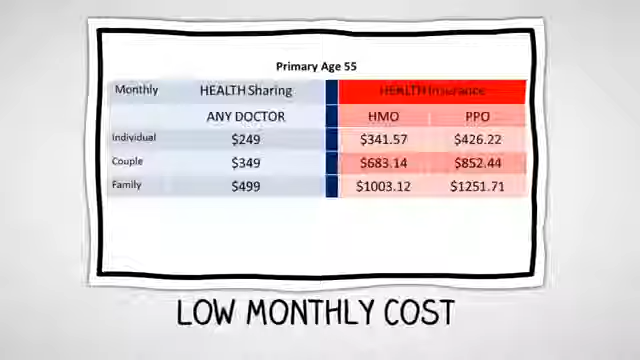 Primary Age 55
Monthly HEALTH Sharing HEALTH Insurance
ANY DOCTOR HMO PPO
Individual $249 $341.57 $426.22
Couple $349 $683.14 $852.44
Family $499 $1003.12 $1251.71
LOW MONTHLY COST